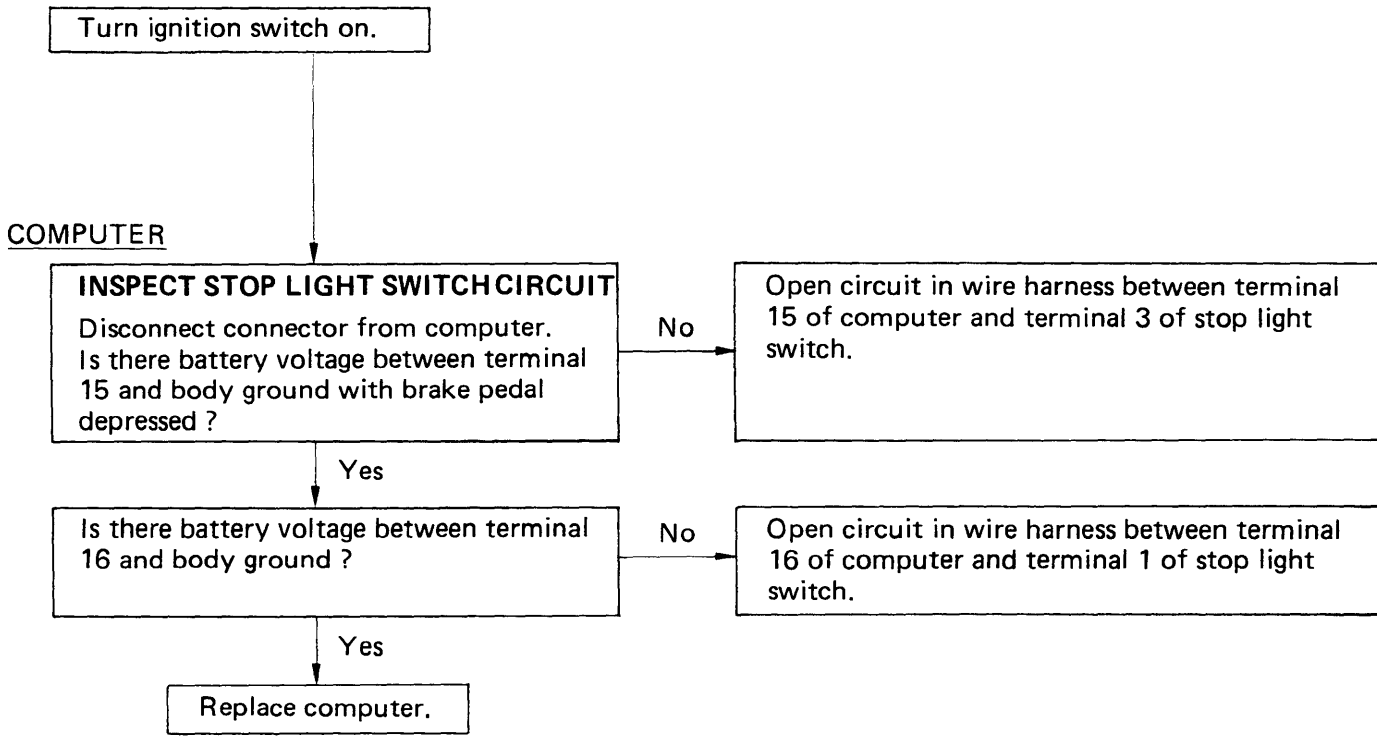 Turn ignition switch on.
COMPUTER
INSPECT STOP LIGHT SWITCH CIRCUIT
Disconnect connector from computer.
Is there battery voltage between terminal
15 and body ground with brake pedal
depressed ?
No
Open circuit in wire harness between terminal
15 of computer and terminal 3 of stop light
switch.
Yes
Is there battery voltage between terminal
16 and body ground ?
No
Open circuit in wire harness between terminal
16 of computer and terminal 1 of stop light
switch.
Yes
Replace computer.